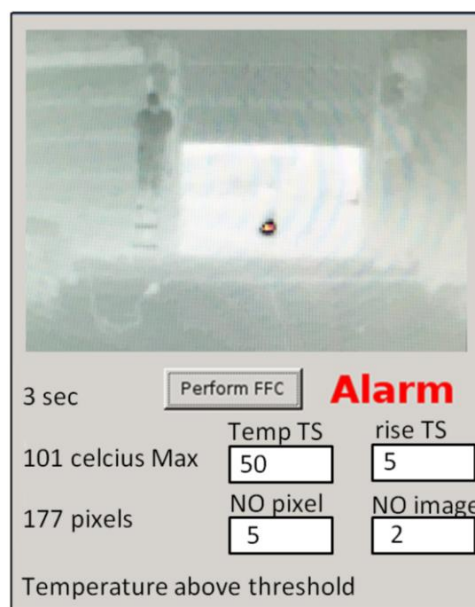 3 sec
Perform FFC
Alarm
Temp TS
rise TS
101 celcius Max
50
5
NO pixel
NO image
177 pixels
5
2
Temperature above threshold